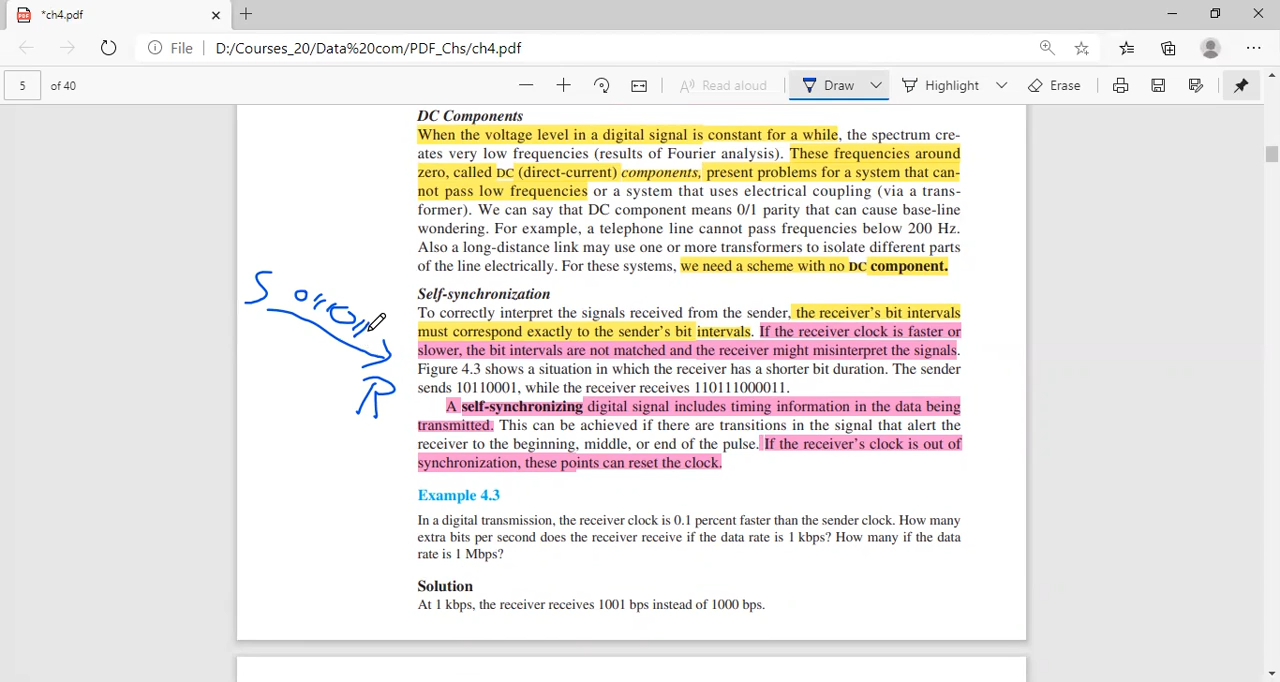 *ch4.pdf
File D:/Courses_20/Data%20com/PDF_Chs/ch4.pdf
5 of 40 Read aloud Draw Highlight Erase
DC Components
When the voltage level in a digital signal is constant for a while, the spectrum cre-
ates very low frequencies (results of Fourier analysis). These frequencies around
zero, called DC (direct-current) components, present problems for a system that can-
not pass low frequencies or a system that uses electrical coupling (via a trans-
former). We can say that DC component means 0/1 parity that can cause base-line
wondering. For example, a telephone line cannot pass frequencies below 200 Hz.
Also a long-distance link may use one or more transformers to isolate different parts
of the line electrically. For these systems, we need a scheme with no DC component.
Self-synchronization
To correctly interpret the signals received from the sender, the receiver's bit intervals
must correspond exactly to the sender's bit intervals. If the receiver clock is faster or
slower, the bit intervals are not matched and the receiver might misinterpret the signals.
Figure 4.3 shows a situation in which the receiver has a shorter bit duration. The sender
sends 10110001, while the receiver receives 110111000011.
A self-synchronizing digital signal includes timing information in the data being
transmitted. This can be achieved if there are transitions in the signal that alert the
receiver to the beginning, middle, or end of the pulse. If the receiver's clock is out of
synchronization, these points can reset the clock.
S
R
Example 4.3
In a digital transmission, the receiver clock is 0.1 percent faster than the sender clock. How many
extra bits per second does the receiver receive if the data rate is 1 kbps? How many if the data
rate is 1 Mbps?
Solution
At 1 kbps, the receiver receives 1001 bps instead of 1000 bps.